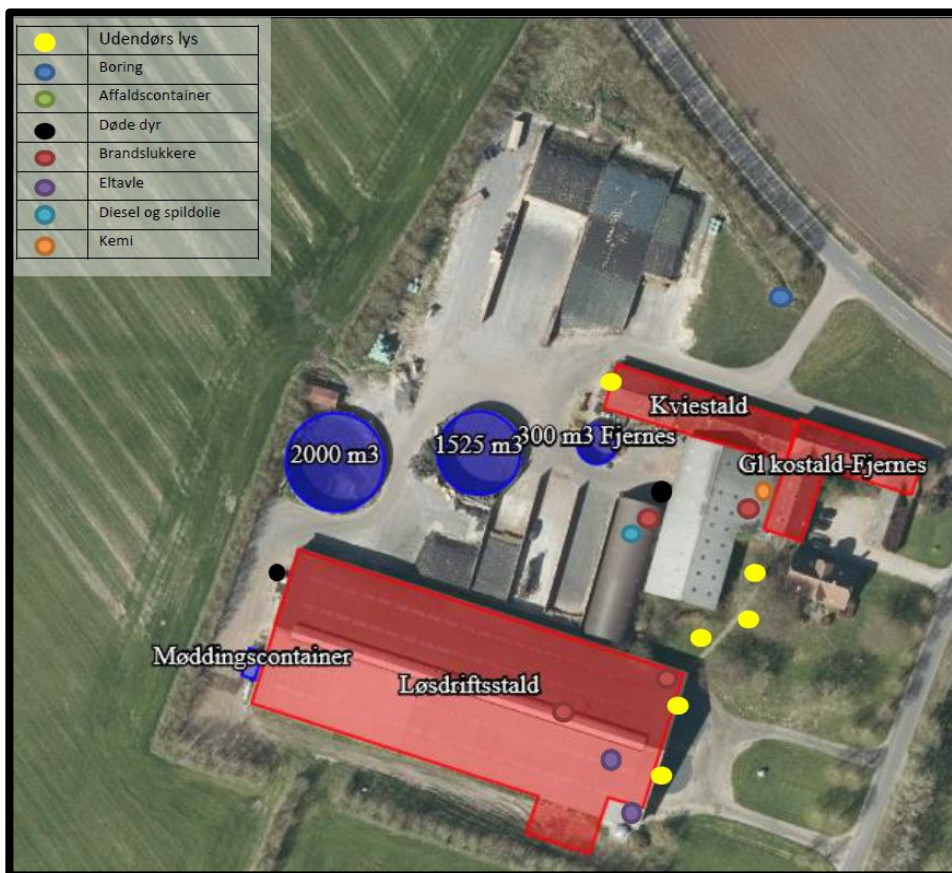 Udendørs lys
Boring
Affaldscontainer
Døde dyr
Brandslukkere
Eltavle
Diesel og spildolie
Kemi
Kviestald
2000 m3
1525 m3
300 m3 Fjernes
Gl kostald-Fjernes
Møddingscontainer
Løsdriftsstald